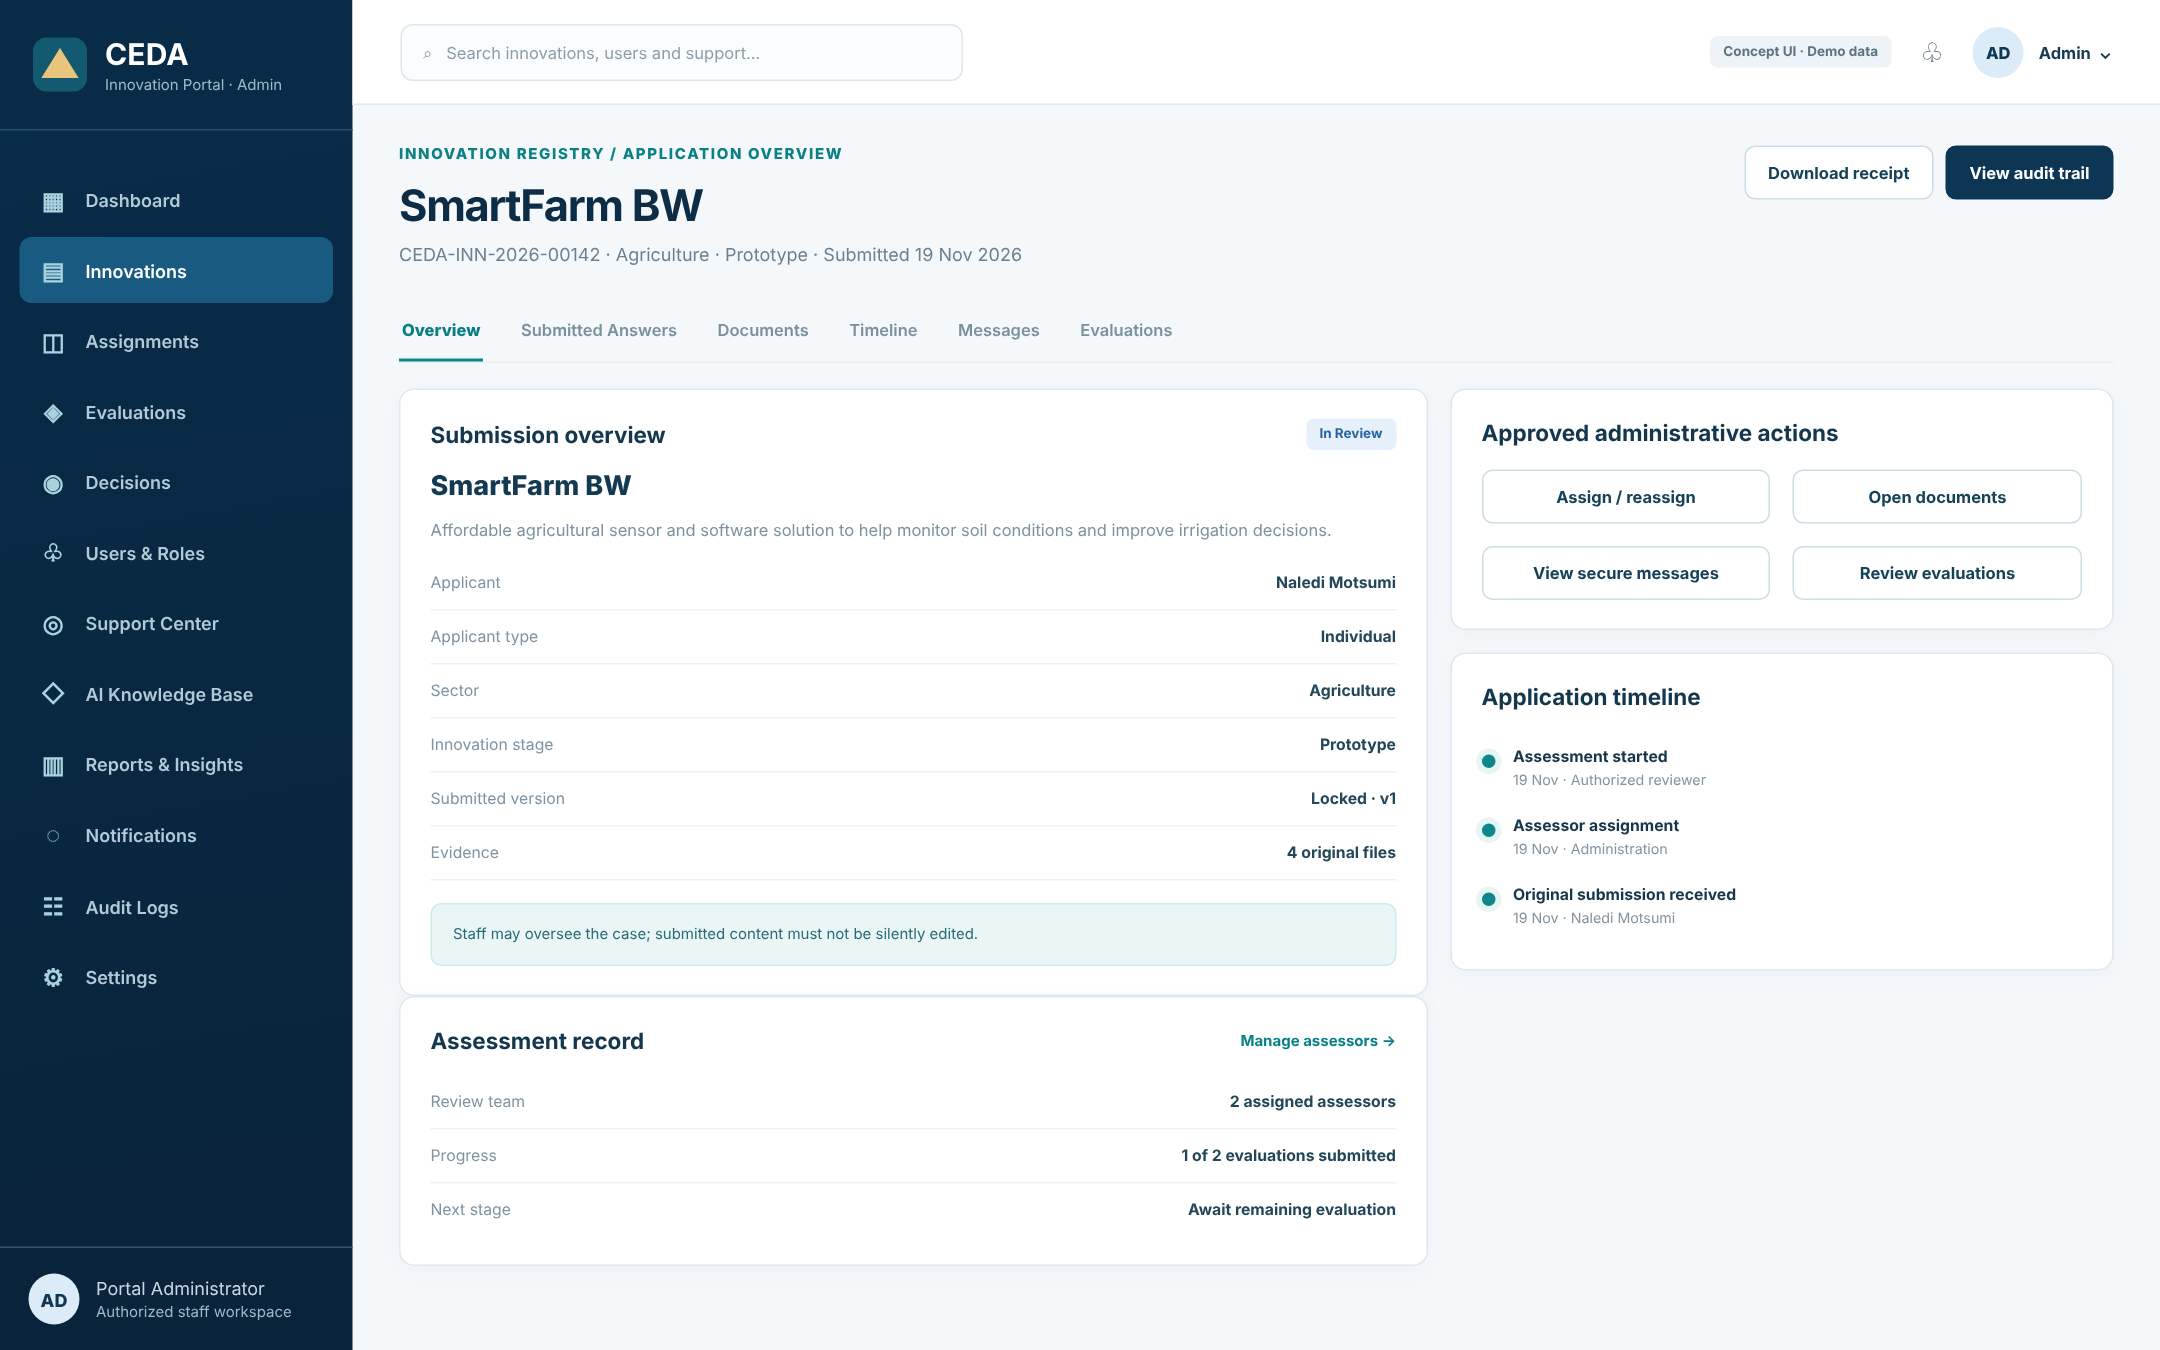 CEDA
Innovation Portal · Admin
Dashboard
Innovations
Assignments
Evaluations
Decisions
Users & Roles
Support Center
AI Knowledge Base
Reports & Insights
Notifications
Audit Logs
Settings
AD
Portal Administrator
Authorized staff workspace
Search innovations, users and support...
Concept UI · Demo data
AD
Admin
INNOVATION REGISTRY / APPLICATION OVERVIEW
SmartFarm BW
CEDA-INN-2026-00142 · Agriculture · Prototype · Submitted 19 Nov 2026
Download receipt
View audit trail
Overview
Submitted Answers
Documents
Timeline
Messages
Evaluations
Submission overview
In Review
SmartFarm BW
Affordable agricultural sensor and software solution to help monitor soil conditions and improve irrigation decisions.
Applicant
Naledi Motsumi
Applicant type
Individual
Sector
Agriculture
Innovation stage
Prototype
Submitted version
Locked · v1
Evidence
4 original files
Staff may oversee the case; submitted content must not be silently edited.
Assessment record
Manage assessors →
Review team
2 assigned assessors
Progress
1 of 2 evaluations submitted
Next stage
Await remaining evaluation
Approved administrative actions
Assign / reassign
Open documents
View secure messages
Review evaluations
Application timeline
Assessment started
19 Nov · Authorized reviewer
Assessor assignment
19 Nov · Administration
Original submission received
19 Nov · Naledi Motsumi